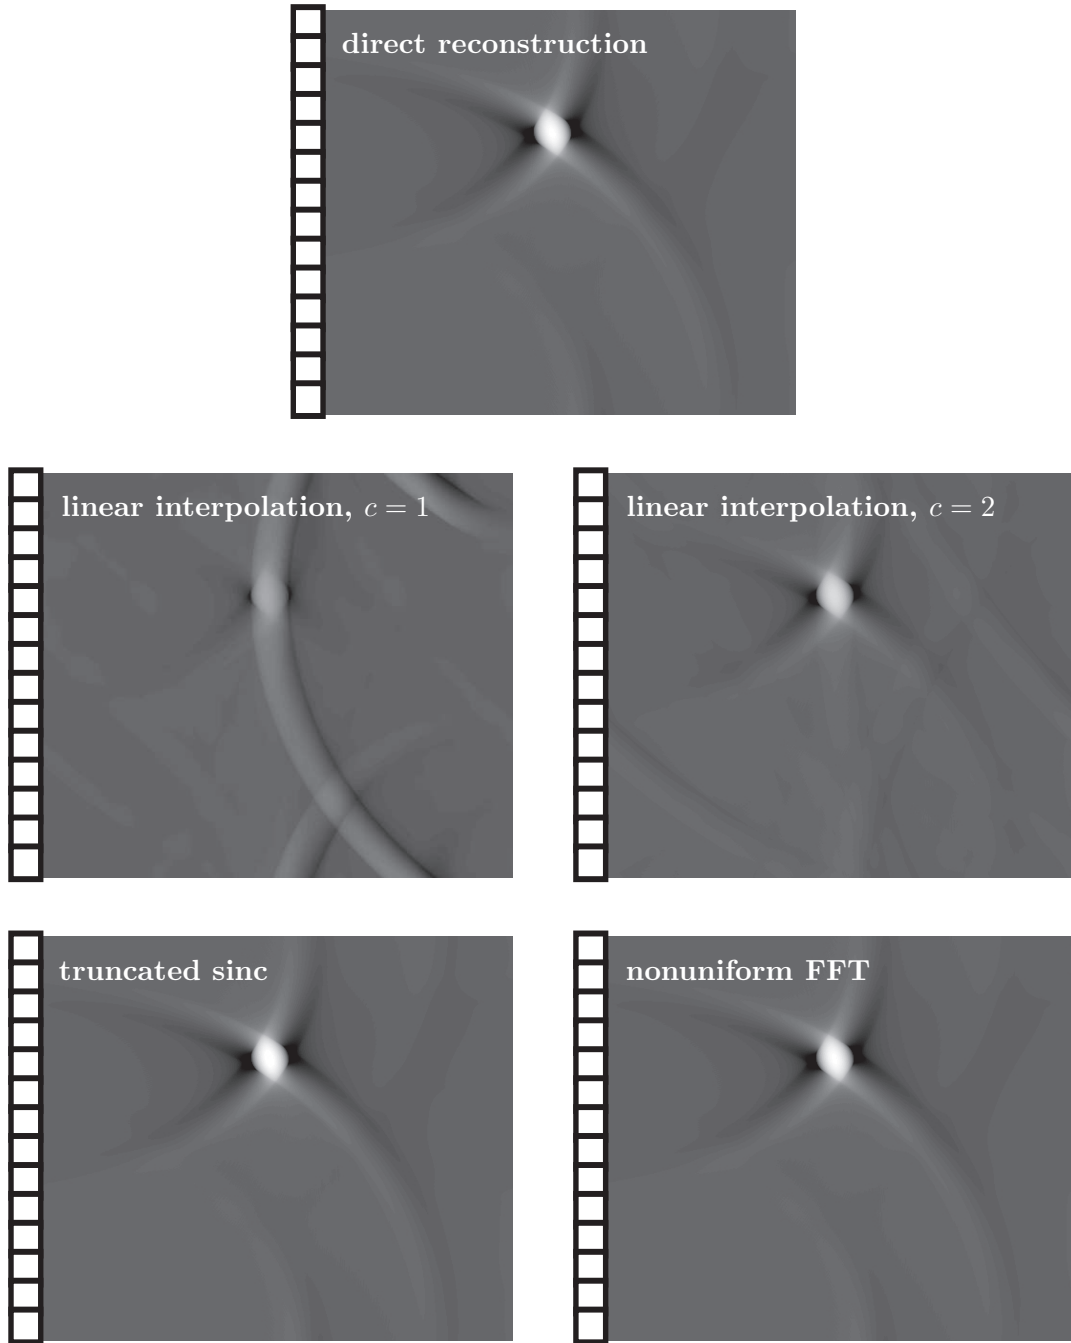 direct reconstruction
linear interpolation, c = 1
linear interpolation, c = 2
truncated sinc
nonuniform FFT